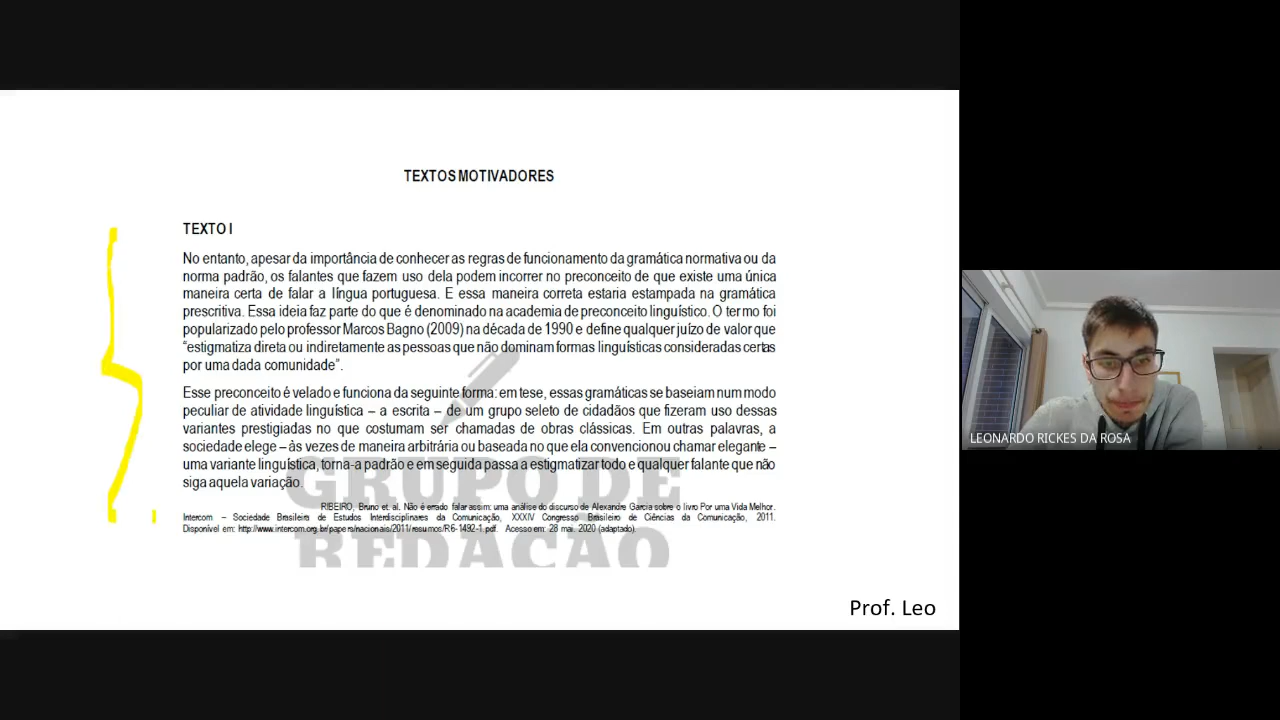 TEXTOS MOTIVADORES
TEXTO I
No entanto, apesar da importância de conhecer as regras de funcionamento da gramática normativa ou da
norma padrão, os falantes que fazem uso dela podem incorrer no preconceito de que existe uma única
maneira certa de falar a língua portuguesa. E essa maneira correta estaria estampada na gramática
prescritiva. Essa ideia faz parte do que é denominado na academia de preconceito linguístico. O termo foi
popularizado pelo professor Marcos Bagno (2009) na década de 1990 e define qualquer juízo de valor que
“estigmatiza direta ou indiretamente as pessoas que não dominam formas linguísticas consideradas certas
por uma dada comunidade”.
Esse preconceito é velado e funciona da seguinte forma: em tese, essas gramáticas se baseiam num modo
peculiar de atividade linguística – a escrita – de um grupo seleto de cidadãos que fizeram uso dessas
variantes prestigiadas no que costumam ser chamadas de obras clássicas. Em outras palavras, a
sociedade elege – às vezes de maneira arbitrária ou baseada no que ela convencionou chamar elegante –
uma variante linguística, torna-a padrão e em seguida passa a estigmatizar todo e qualquer falante que não
siga aquela variação.
RIBEIRO, Bruno et. al. Não é errado falar assim: uma análise do discurso de Alexandre Garcia sobre o livro Por uma Vida Melhor.
Intercom – Sociedade Brasileira de Estudos Interdisciplinares da Comunicação, XXXIV Congresso Brasileiro de Ciências da Comunicação, 2011.
Disponível em: http://www.intercom.org.br/papers/nacionais/2011/resumos/R6-1492-1.pdf. Acesso em: 28 mai. 2020 (adaptado).
GRUPO DE
REDAÇÃO
Prof. Leo
LEONARDO RICKES DA ROSA